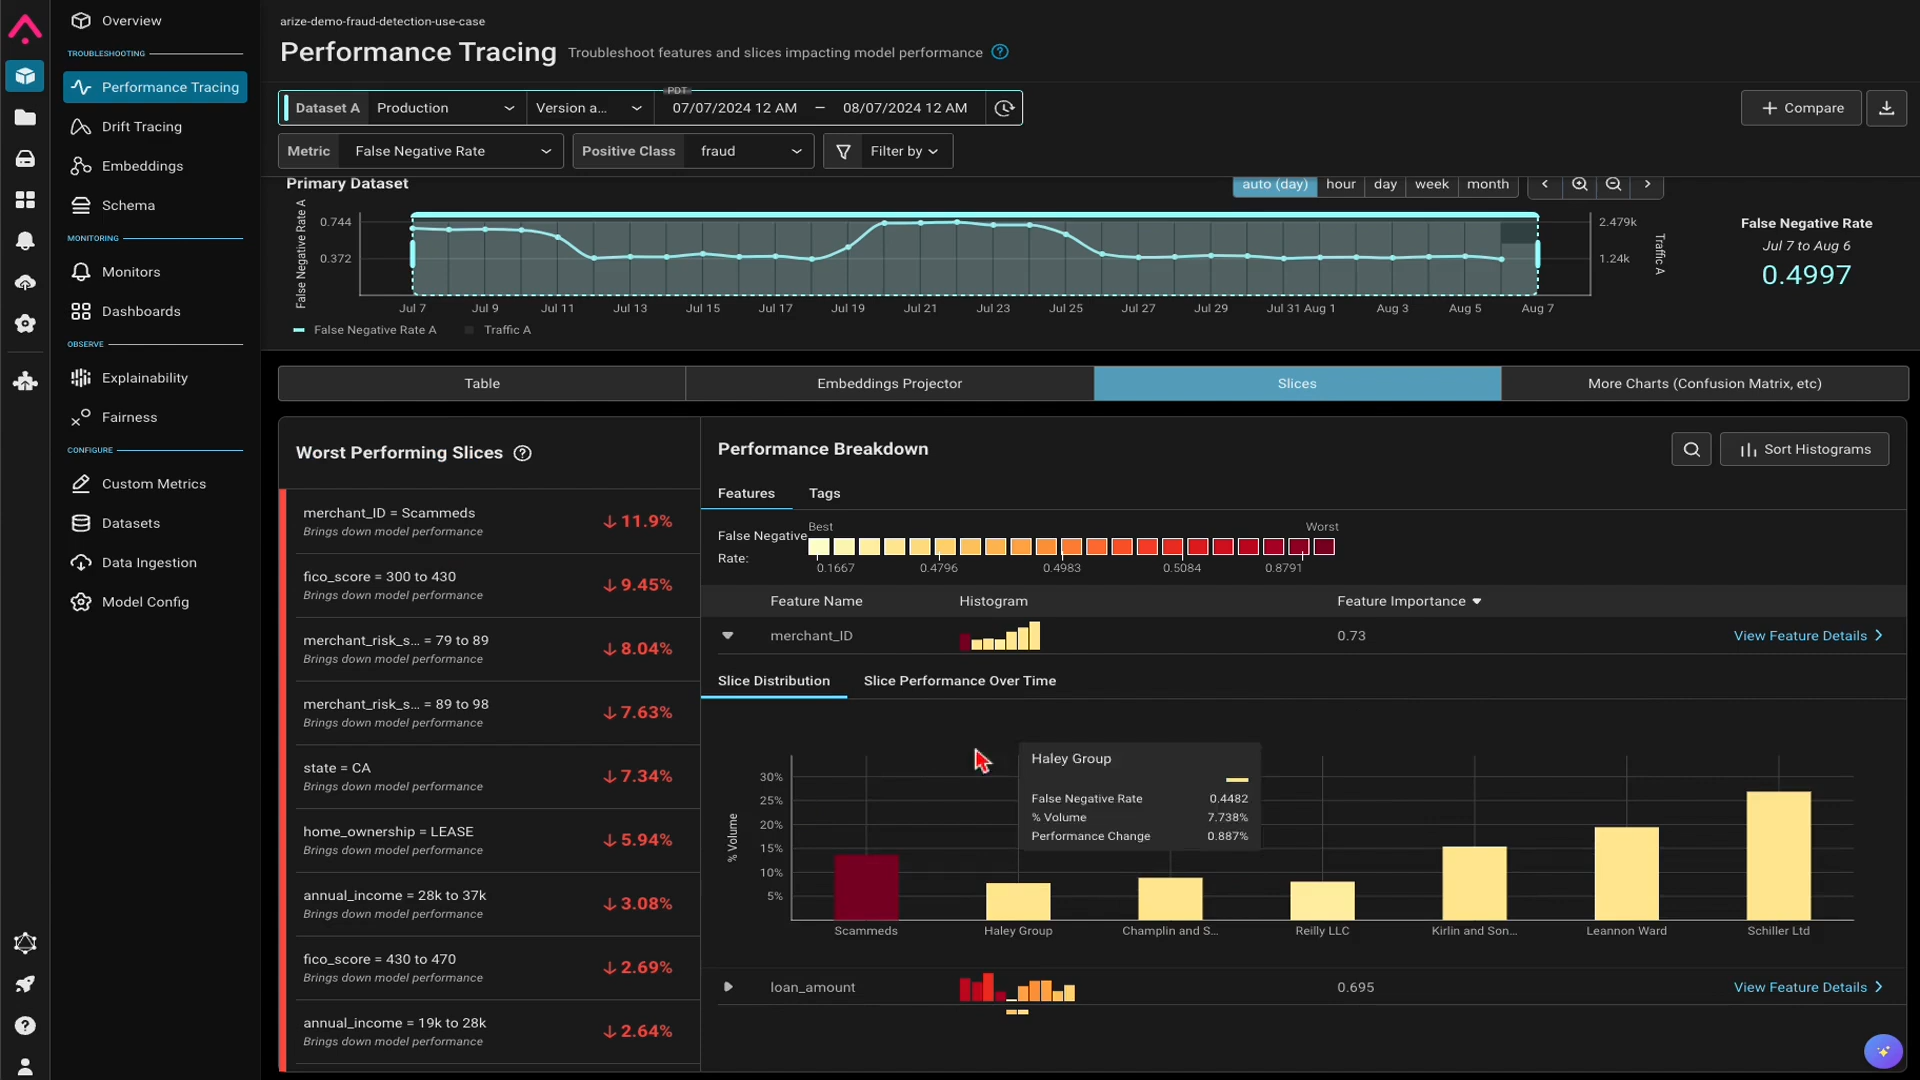 Overview
TROUBLESHOOTING
Performance Tracing
Drift Tracing
Embeddings
Schema
MONITORING
Monitors
Dashboards
OBSERVE
Explainability
Fairness
CONFIGURE
Custom Metrics
Datasets
Data Ingestion
Model Config
arize-demo-fraud-detection-use-case
Performance Tracing Troubleshoot features and slices impacting model performance
Dataset A Production Version a... PDT 07/07/2024 12 AM – 08/07/2024 12 AM
Compare
Metric False Negative Rate Positive Class fraud Filter by
Primary Dataset
auto (day) hour day week month
False Negative Rate A
0.744
0.372
2.479k
1.24k
Traffic A
Jul 7 Jul 9 Jul 11 Jul 13 Jul 15 Jul 17 Jul 19 Jul 21 Jul 23 Jul 25 Jul 27 Jul 29 Jul 31 Aug 1 Aug 3 Aug 5 Aug 7
False Negative Rate A Traffic A
False Negative Rate
Jul 7 to Aug 6
0.4997
Table Embeddings Projector Slices More Charts (Confusion Matrix, etc)
Worst Performing Slices
merchant_ID = Scammeds
Brings down model performance
11.9%
fico_score = 300 to 430
Brings down model performance
9.45%
merchant_risk_s... = 79 to 89
Brings down model performance
8.04%
merchant_risk_s... = 89 to 98
Brings down model performance
7.63%
state = CA
Brings down model performance
7.34%
home_ownership = LEASE
Brings down model performance
5.94%
annual_income = 28k to 37k
Brings down model performance
3.08%
fico_score = 430 to 470
Brings down model performance
2.69%
annual_income = 19k to 28k
Brings down model performance
2.64%
Performance Breakdown
Sort Histograms
Features Tags
False Negative
Rate:
Best Worst
0.1667 0.4796 0.4983 0.5084 0.8791
Feature Name Histogram Feature Importance
merchant_ID 0.73 View Feature Details
Slice Distribution Slice Performance Over Time
% Volume
30%
25%
20%
15%
10%
5%
Haley Group
False Negative Rate 0.4482
% Volume 7.738%
Performance Change 0.887%
Scammeds Haley Group Champlin and S... Reilly LLC Kirlin and Son... Leannon Ward Schiller Ltd
loan_amount 0.695 View Feature Details